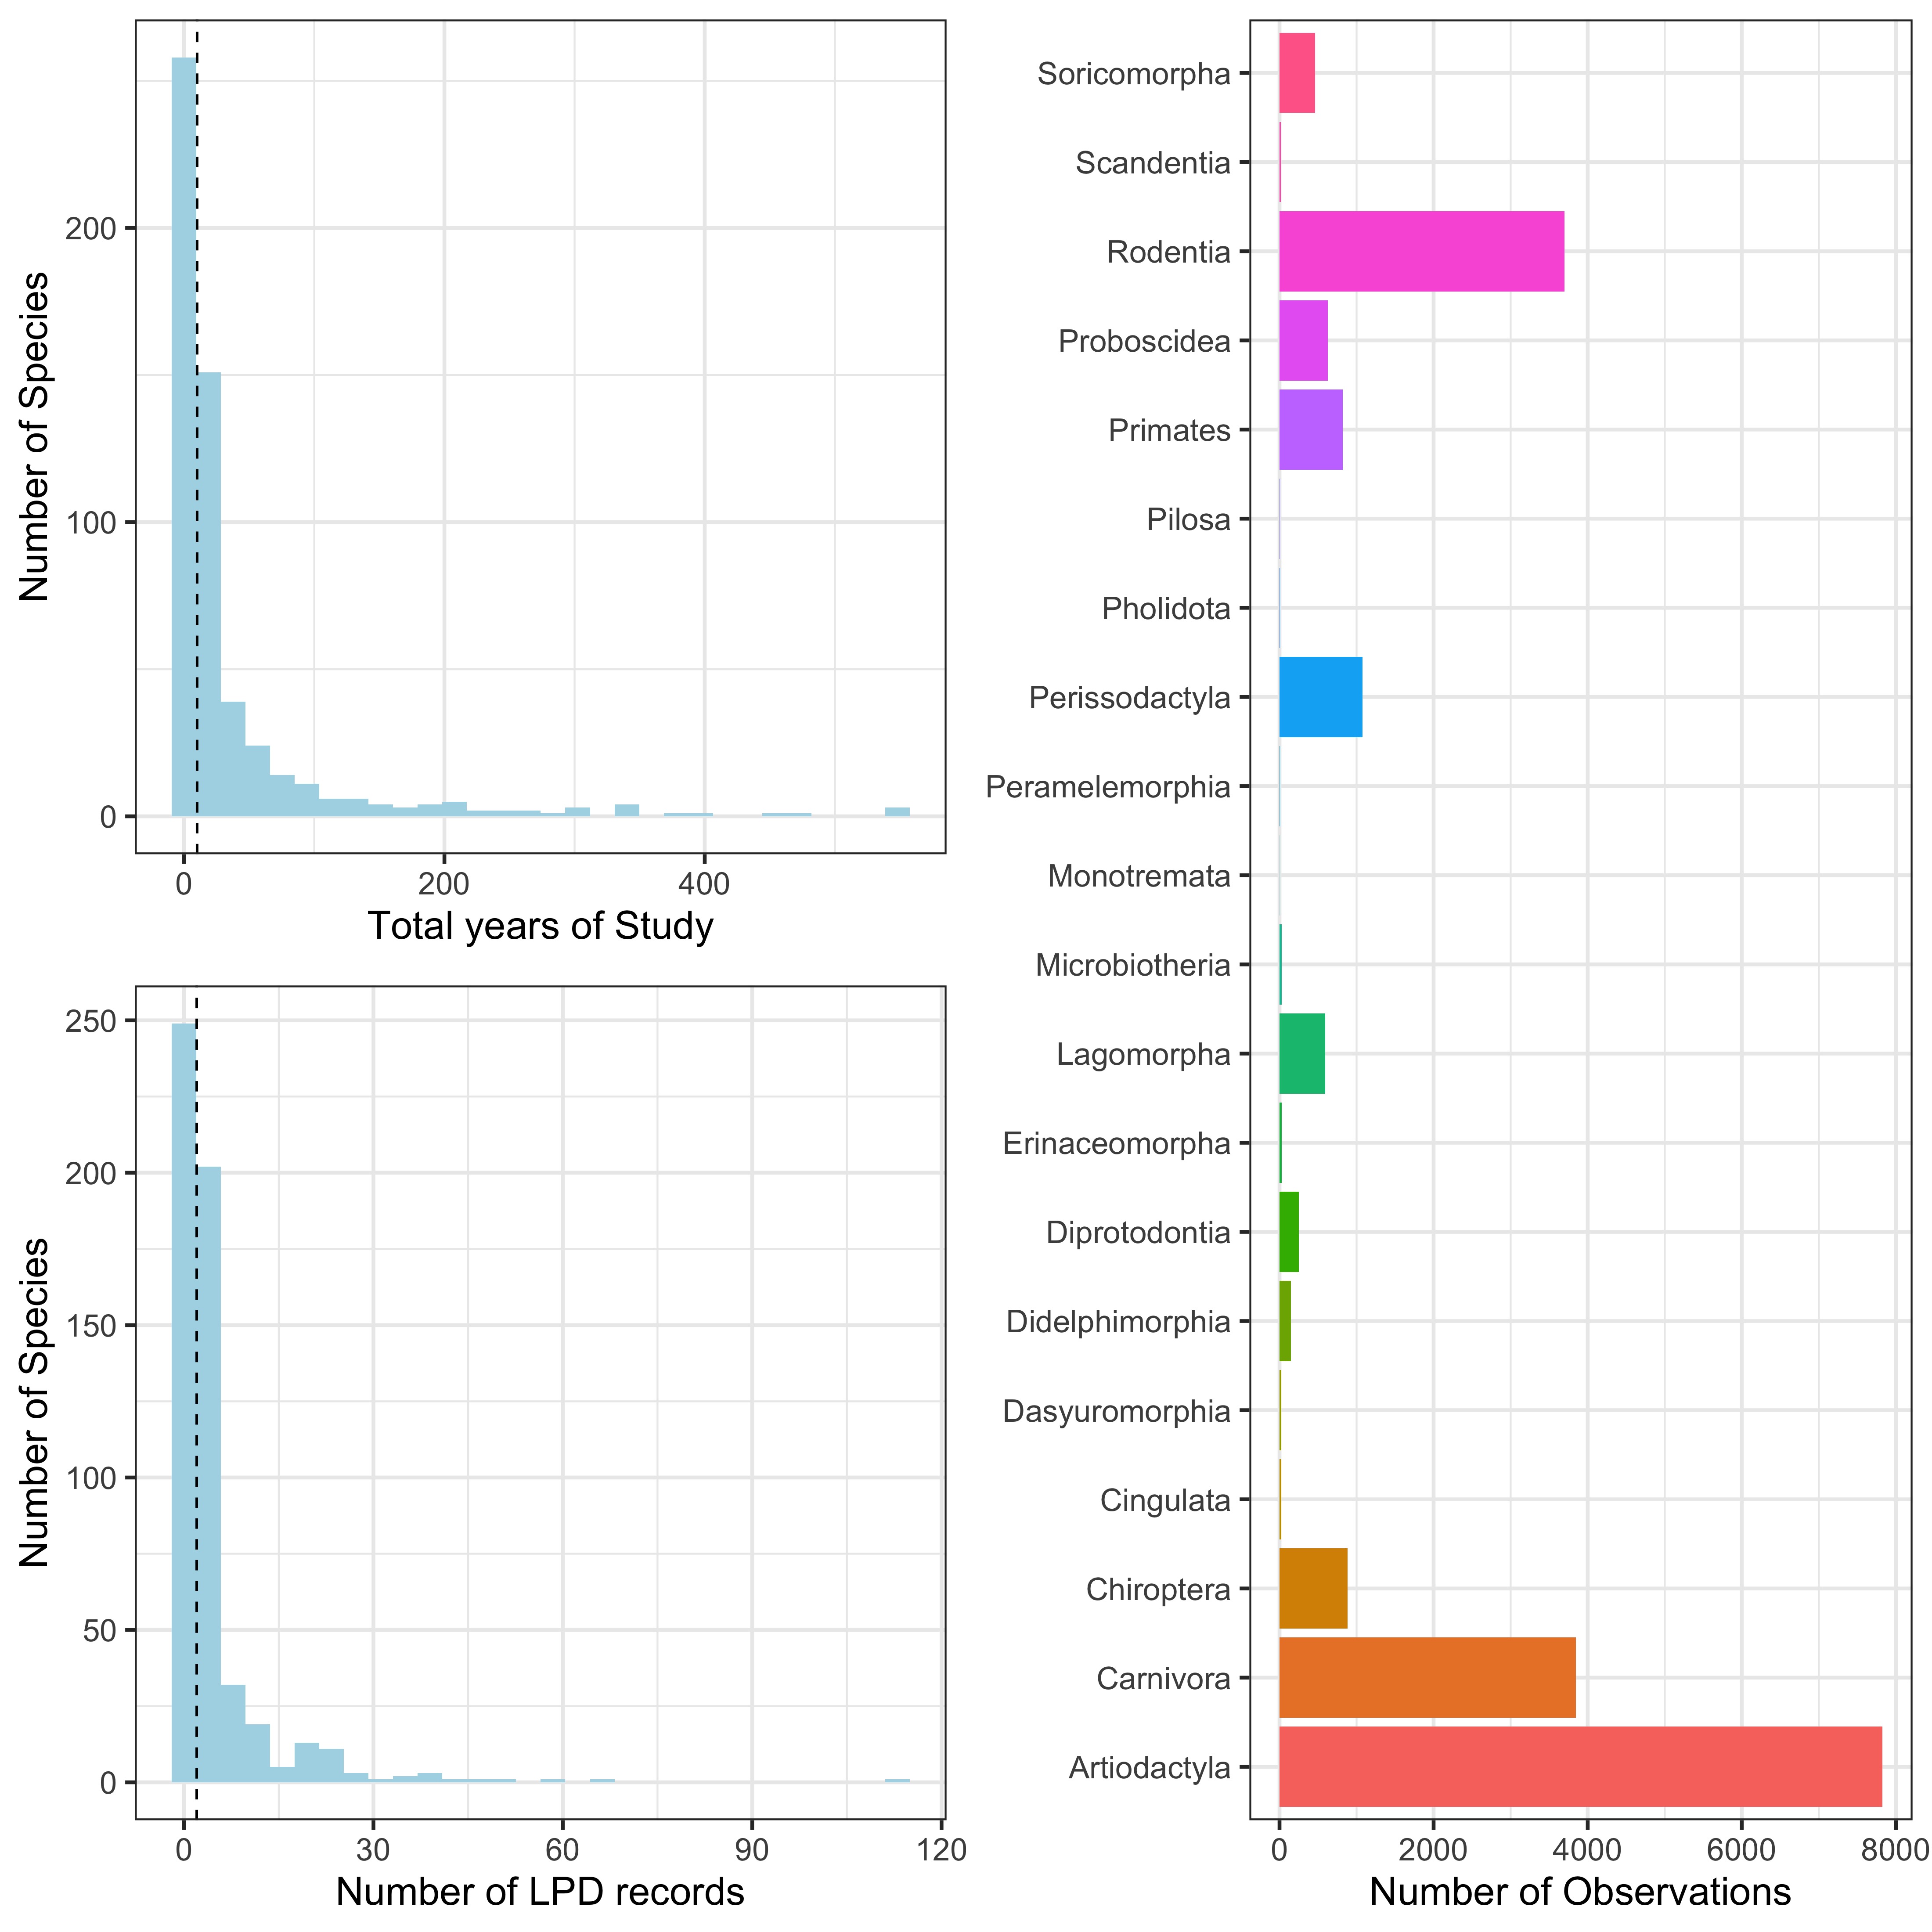 Number of Species
200
100
0
0
200
400
Total years of Study
Number of Species
250
200
150
100
50
0
0
30
60
90
120
Number of LPD records
Soricomorpha
Scandentia
Rodentia
Proboscidea
Primates
Pilosa
Pholidota
Perissodactyla
Peramelemorphia
Monotremata
Microbiotheria
Lagomorpha
Erinaceomorpha
Diprotodontia
Didelphimorphia
Dasyuromorphia
Cingulata
Chiroptera
Carnivora
Artiodactyla
0
2000
4000
6000
8000
Number of Observations